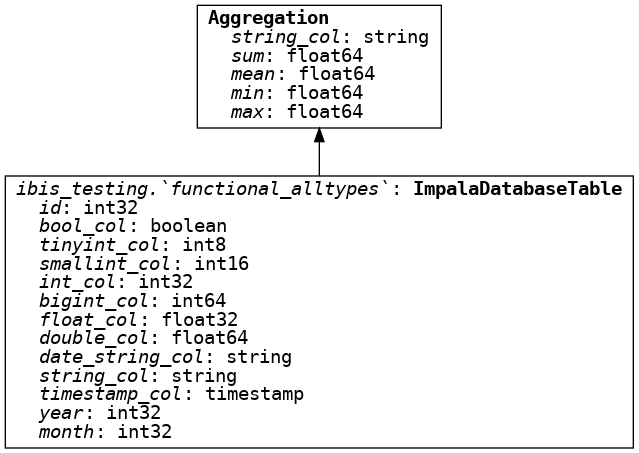 Aggregation
string_col: string
sum: float64
mean: float64
min: float64
max: float64
ibis_testing.`functional_alltypes`: ImpalaDatabaseTable
id: int32
bool_col: boolean
tinyint_col: int8
smallint_col: int16
int_col: int32
bigint_col: int64
float_col: float32
double_col: float64
date_string_col: string
string_col: string
timestamp_col: timestamp
year: int32
month: int32